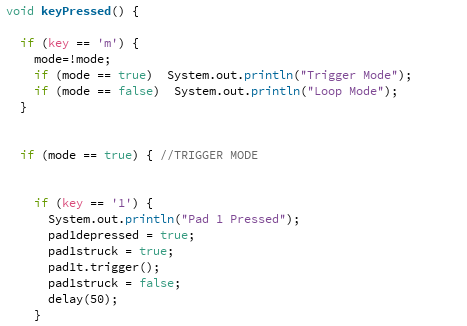 void keyPressed() {
if (key == 'm') {
mode=!mode;
if (mode == true)  System.out.println("Trigger Mode");
if (mode == false)  System.out.println("Loop Mode");
}
if (mode == true) { //TRIGGER MODE
if (key == '1') {
System.out.println("Pad 1 Pressed");
pad1depressed = true;
pad1struck = true;
pad1t.trigger();
pad1struck = false;
delay(50);
}